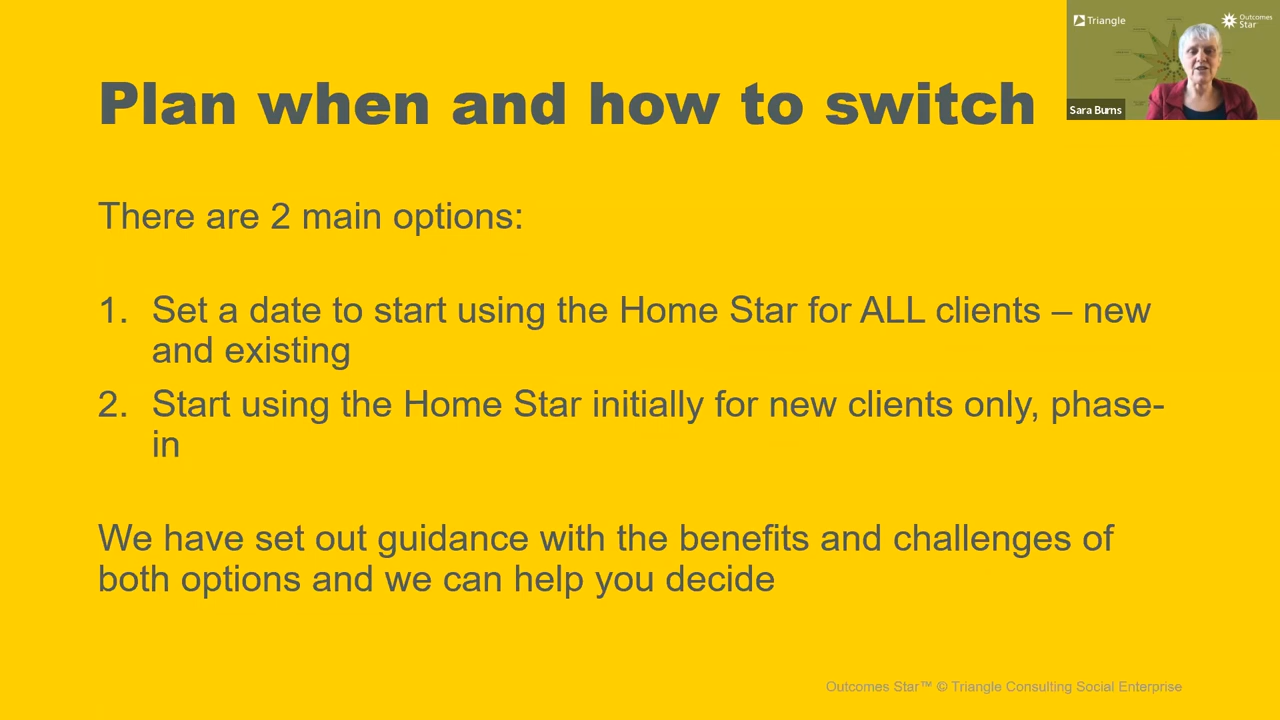 Plan when and how to switch
Triangle
Outcomes
Star
Sara Burns
There are 2 main options:
1. Set a date to start using the Home Star for ALL clients – new
and existing
2. Start using the Home Star initially for new clients only, phase-
in
We have set out guidance with the benefits and challenges of
both options and we can help you decide
Outcomes Star™ © Triangle Consulting Social Enterprise